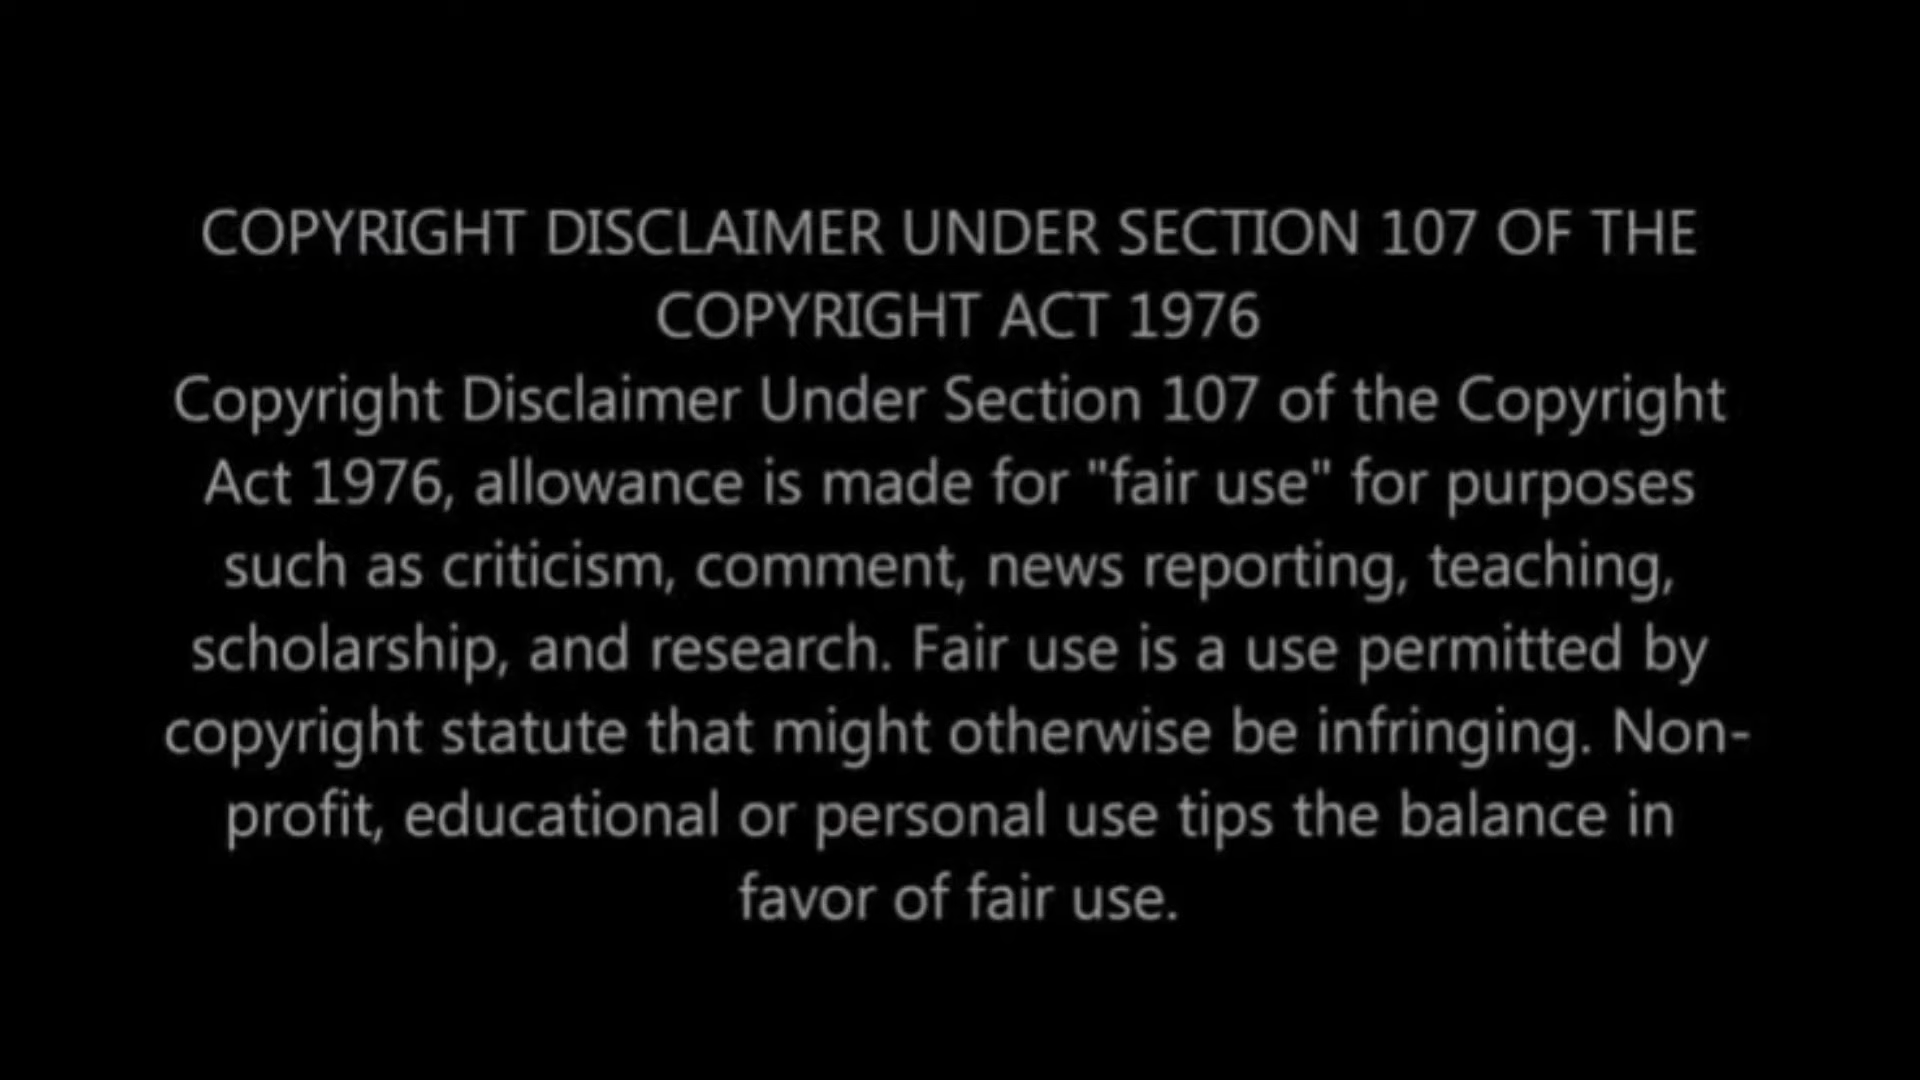 COPYRIGHT DISCLAIMER UNDER SECTION 107 OF THE
COPYRIGHT ACT 1976
Copyright Disclaimer Under Section 107 of the Copyright
Act 1976, allowance is made for "fair use" for purposes
such as criticism, comment, news reporting, teaching,
scholarship, and research. Fair use is a use permitted by
copyright statute that might otherwise be infringing. Non-
profit, educational or personal use tips the balance in
favor of fair use.